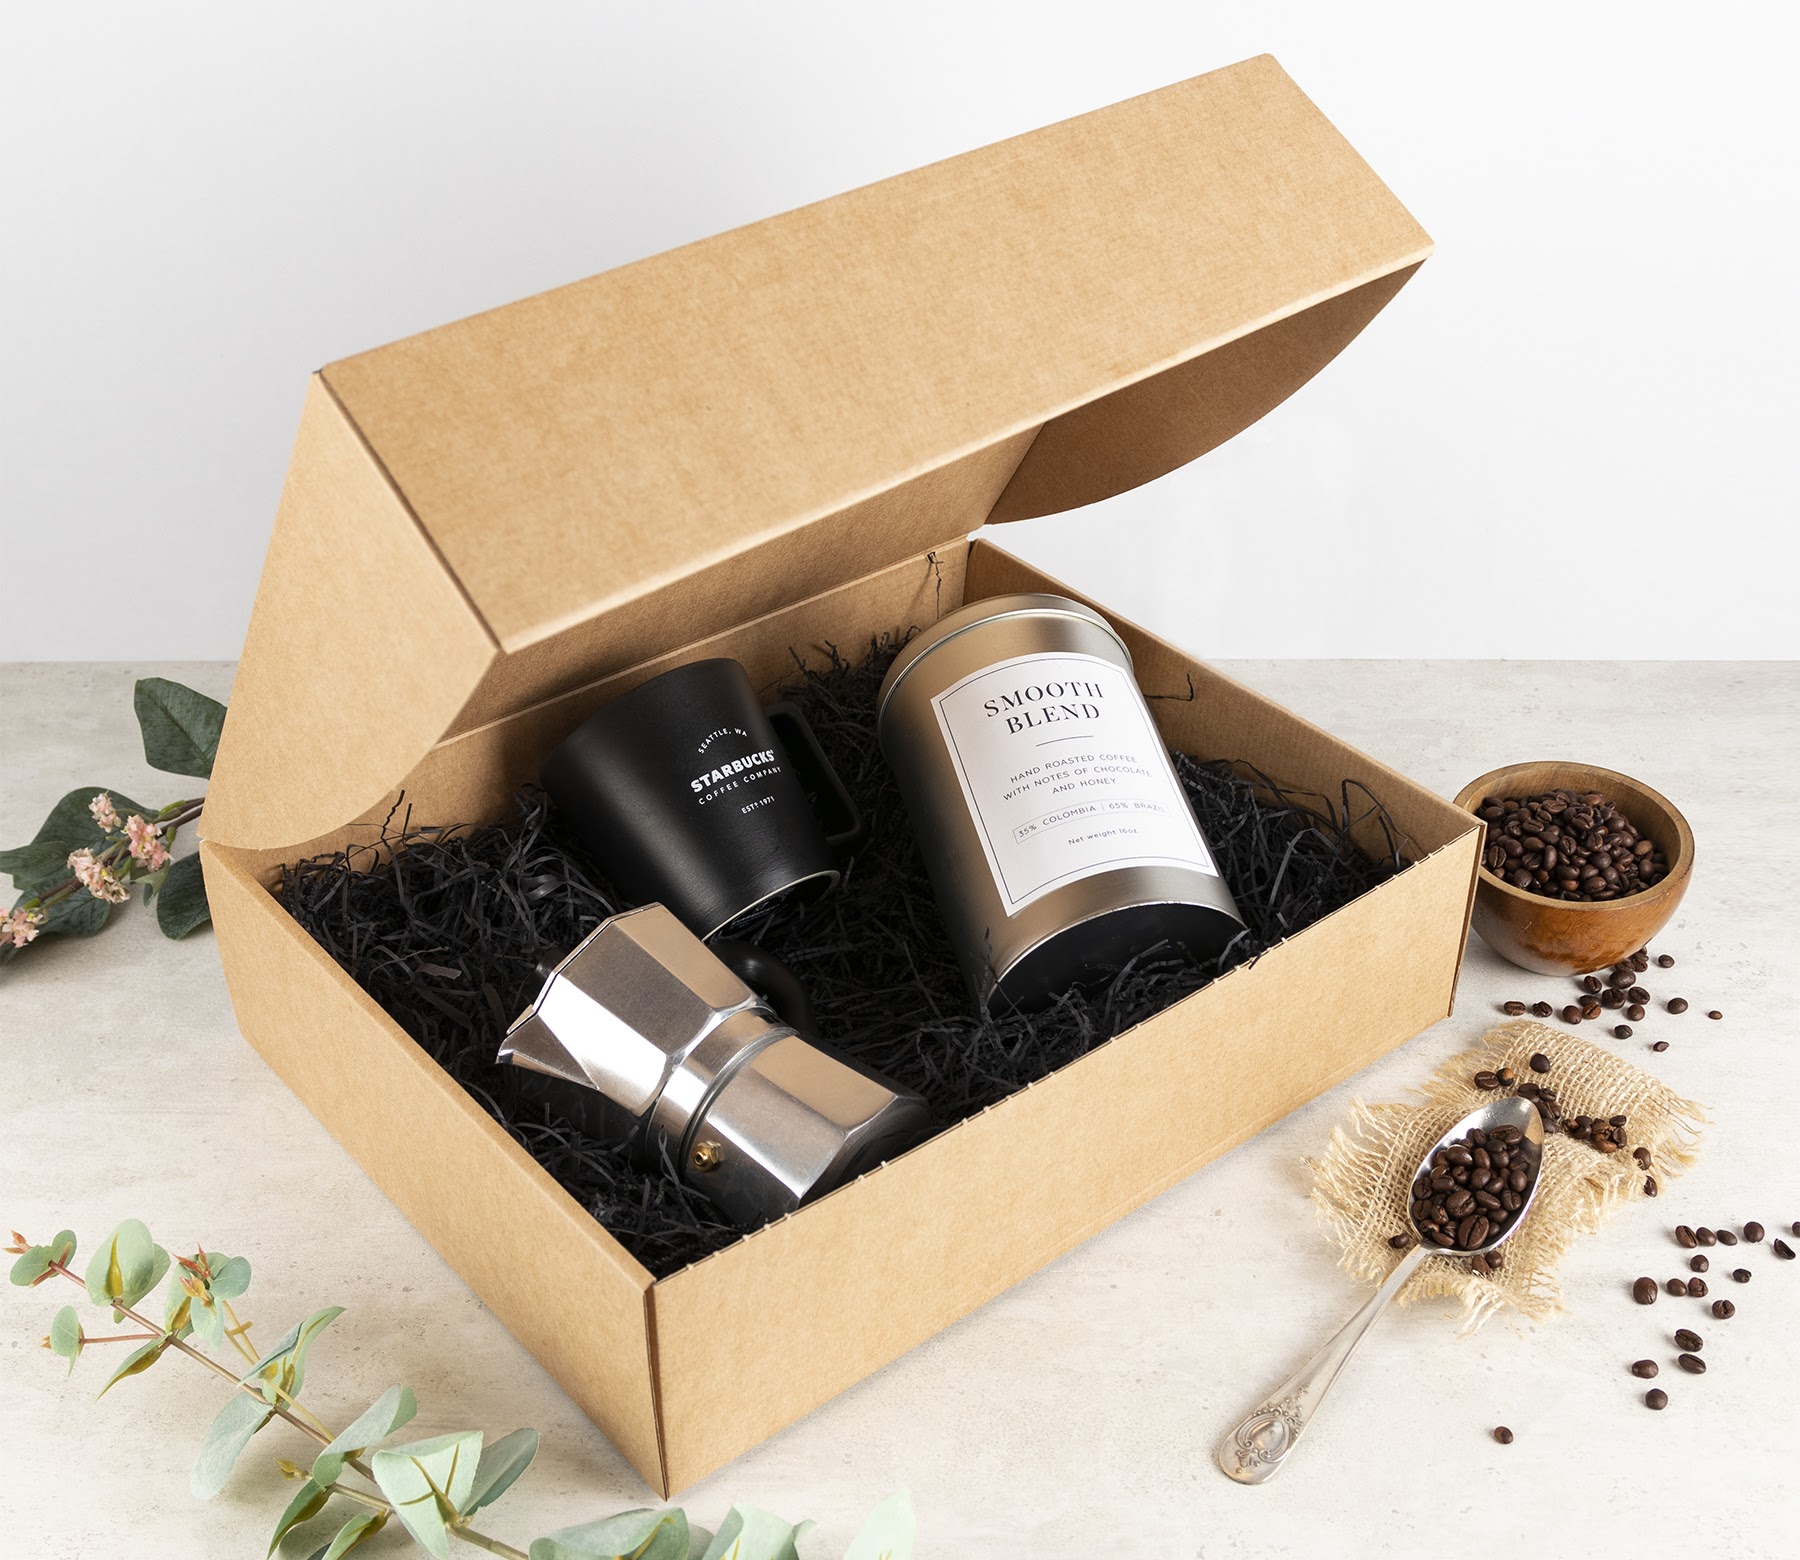 SEATTLE, WA
STARBUCKS®
COFFEE COMPANY
ESTD 1971
SMOOTH
BLEND
HAND ROASTED COFFEE
WITH NOTES OF CHOCOLATE
AND HONEY
35% COLOMBIA | 65% BRAZIL
Net weight 16oz.